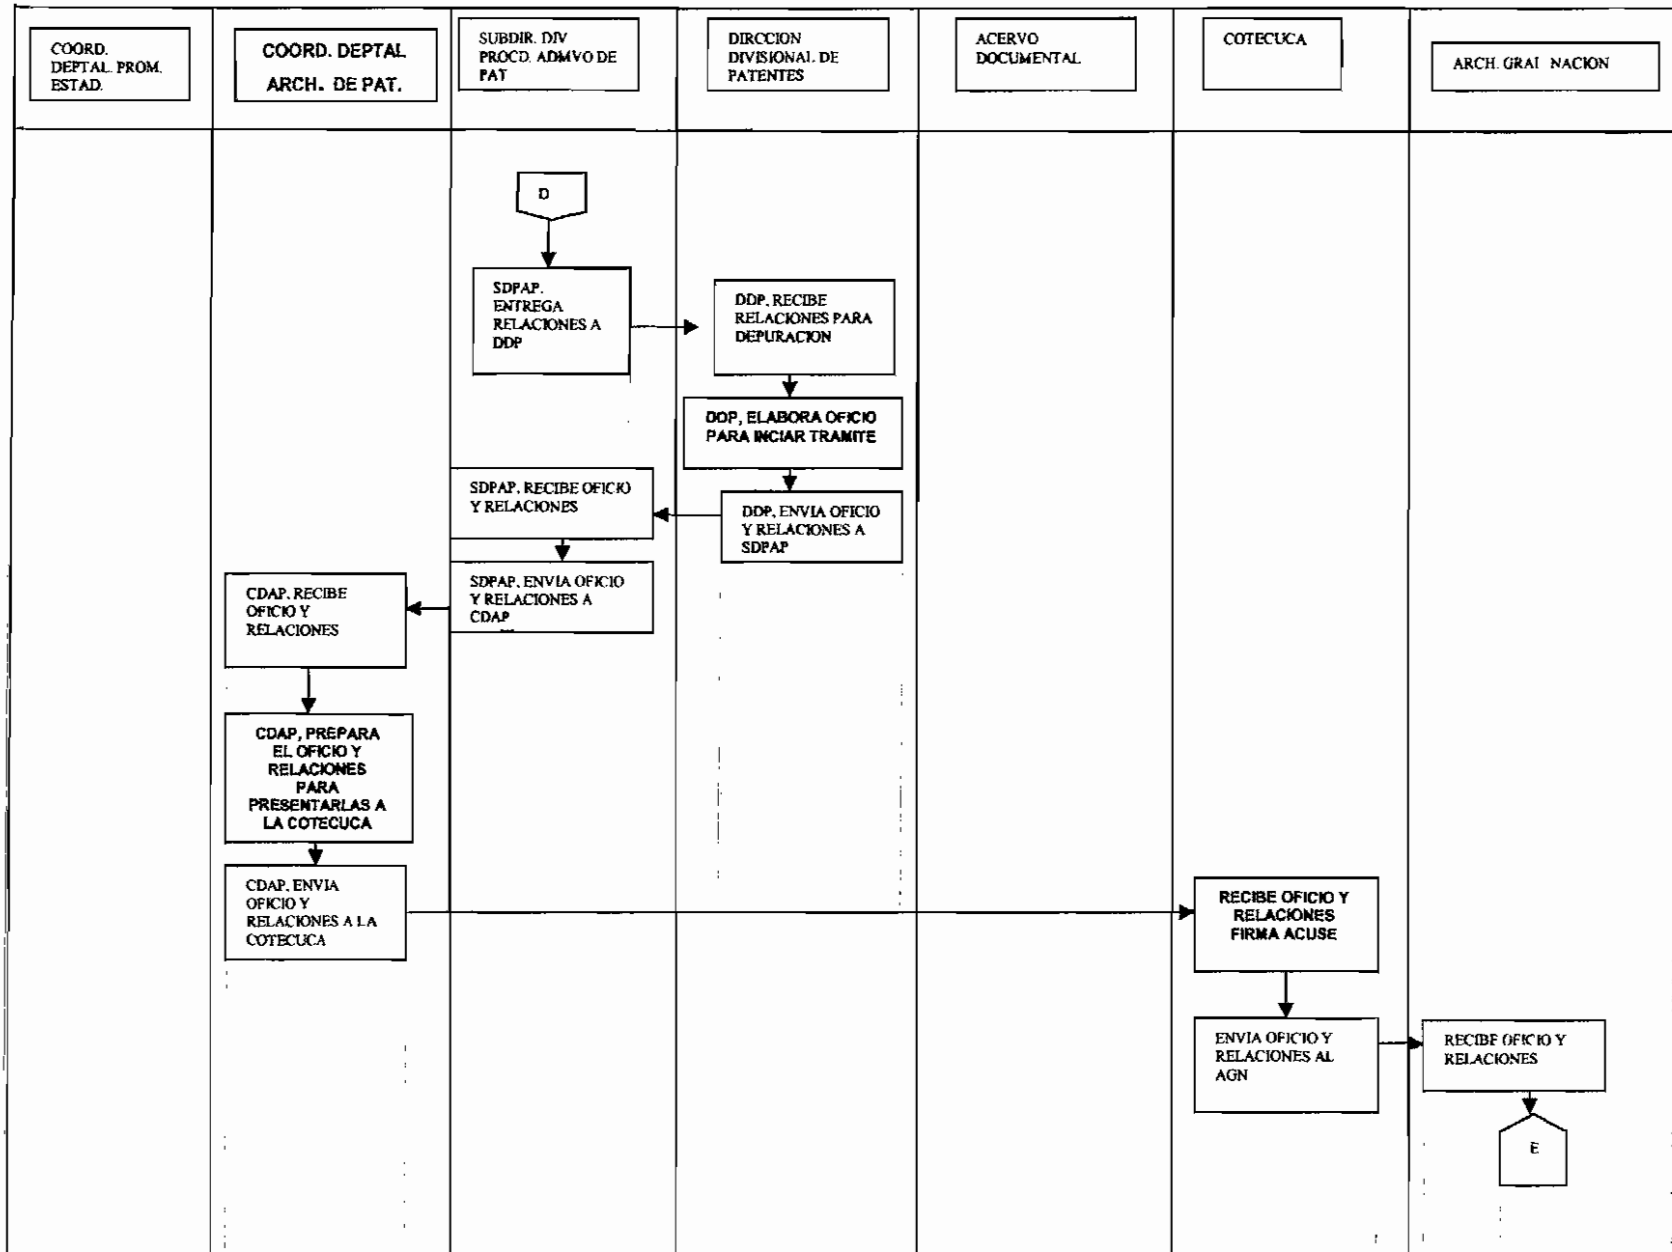 COORD.
DEPTAL. PROM.
ESTAD.
COORD. DEPTAL
ARCH. DE PAT.
SUBDIR. DIV
PROCD. ADMVO DE
PAT
DIRCCION
DIVISIONAL DE
PATENTES
ACERVO
DOCUMENTAL
COTECUCA
ARCH. GRAL NACION
D
SDPAP.
ENTREGA
RELACIONES A
DDP
DDP, RECIBE
RELACIONES PARA
DEPURACION
DDP, ELABORA OFICIO
PARA INCIAR TRAMITE
DDP, ENVIA OFICIO
Y RELACIONES A
SDPAP
SDPAP, RECIBE OFICIO
Y RELACIONES
SDPAP, ENVIA OFICIO
Y RELACIONES A
CDAP
CDAP, RECIBE
OFICIO Y
RELACIONES
CDAP, PREPARA
EL OFICIO Y
RELACIONES
PARA
PRESENTARLAS A
LA COTECUCA
CDAP, ENVIA
OFICIO Y
RELACIONES A LA
COTECUCA
RECIBE OFICIO Y
RELACIONES
FIRMA ACUSE
ENVIA OFICIO Y
RELACIONES AL
AGN
RECIBE OFICIO Y
RELACIONES
E